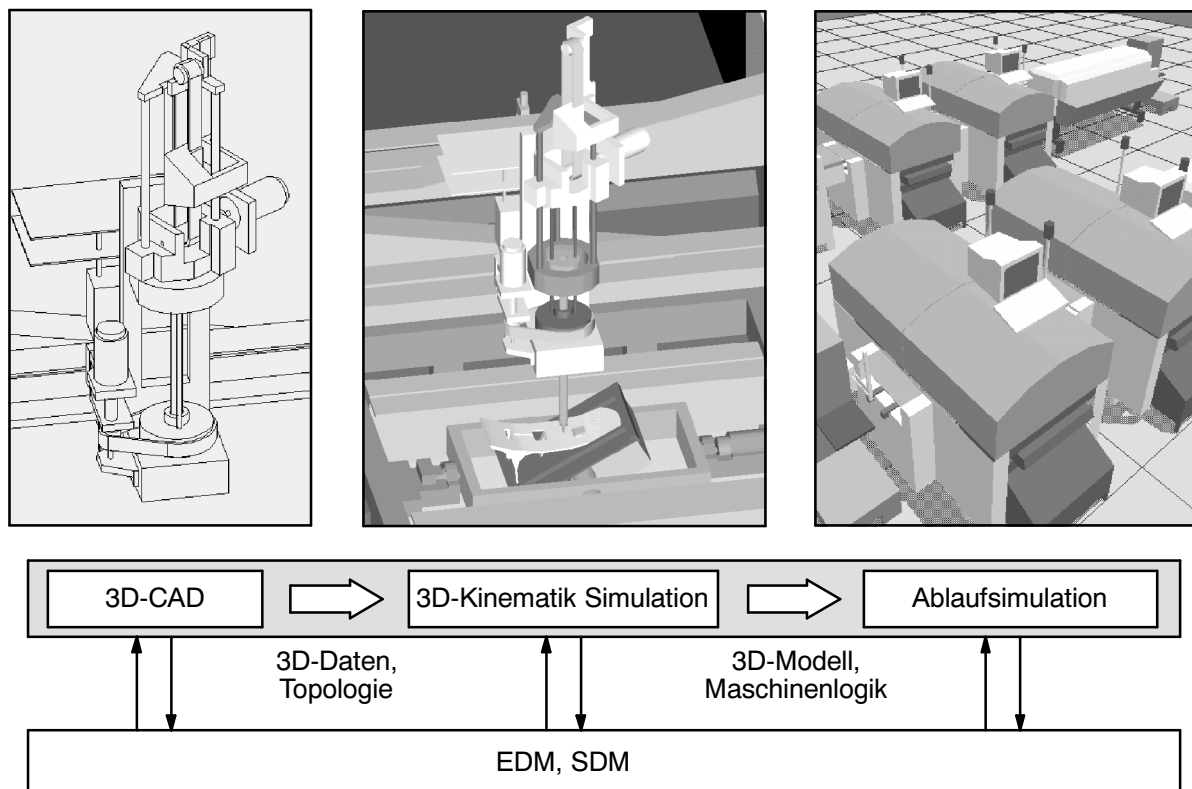 3D-CAD
3D-Kinematik Simulation
Ablaufsimulation
3D-Daten,
Topologie
3D-Modell,
Maschinenlogik
EDM, SDM